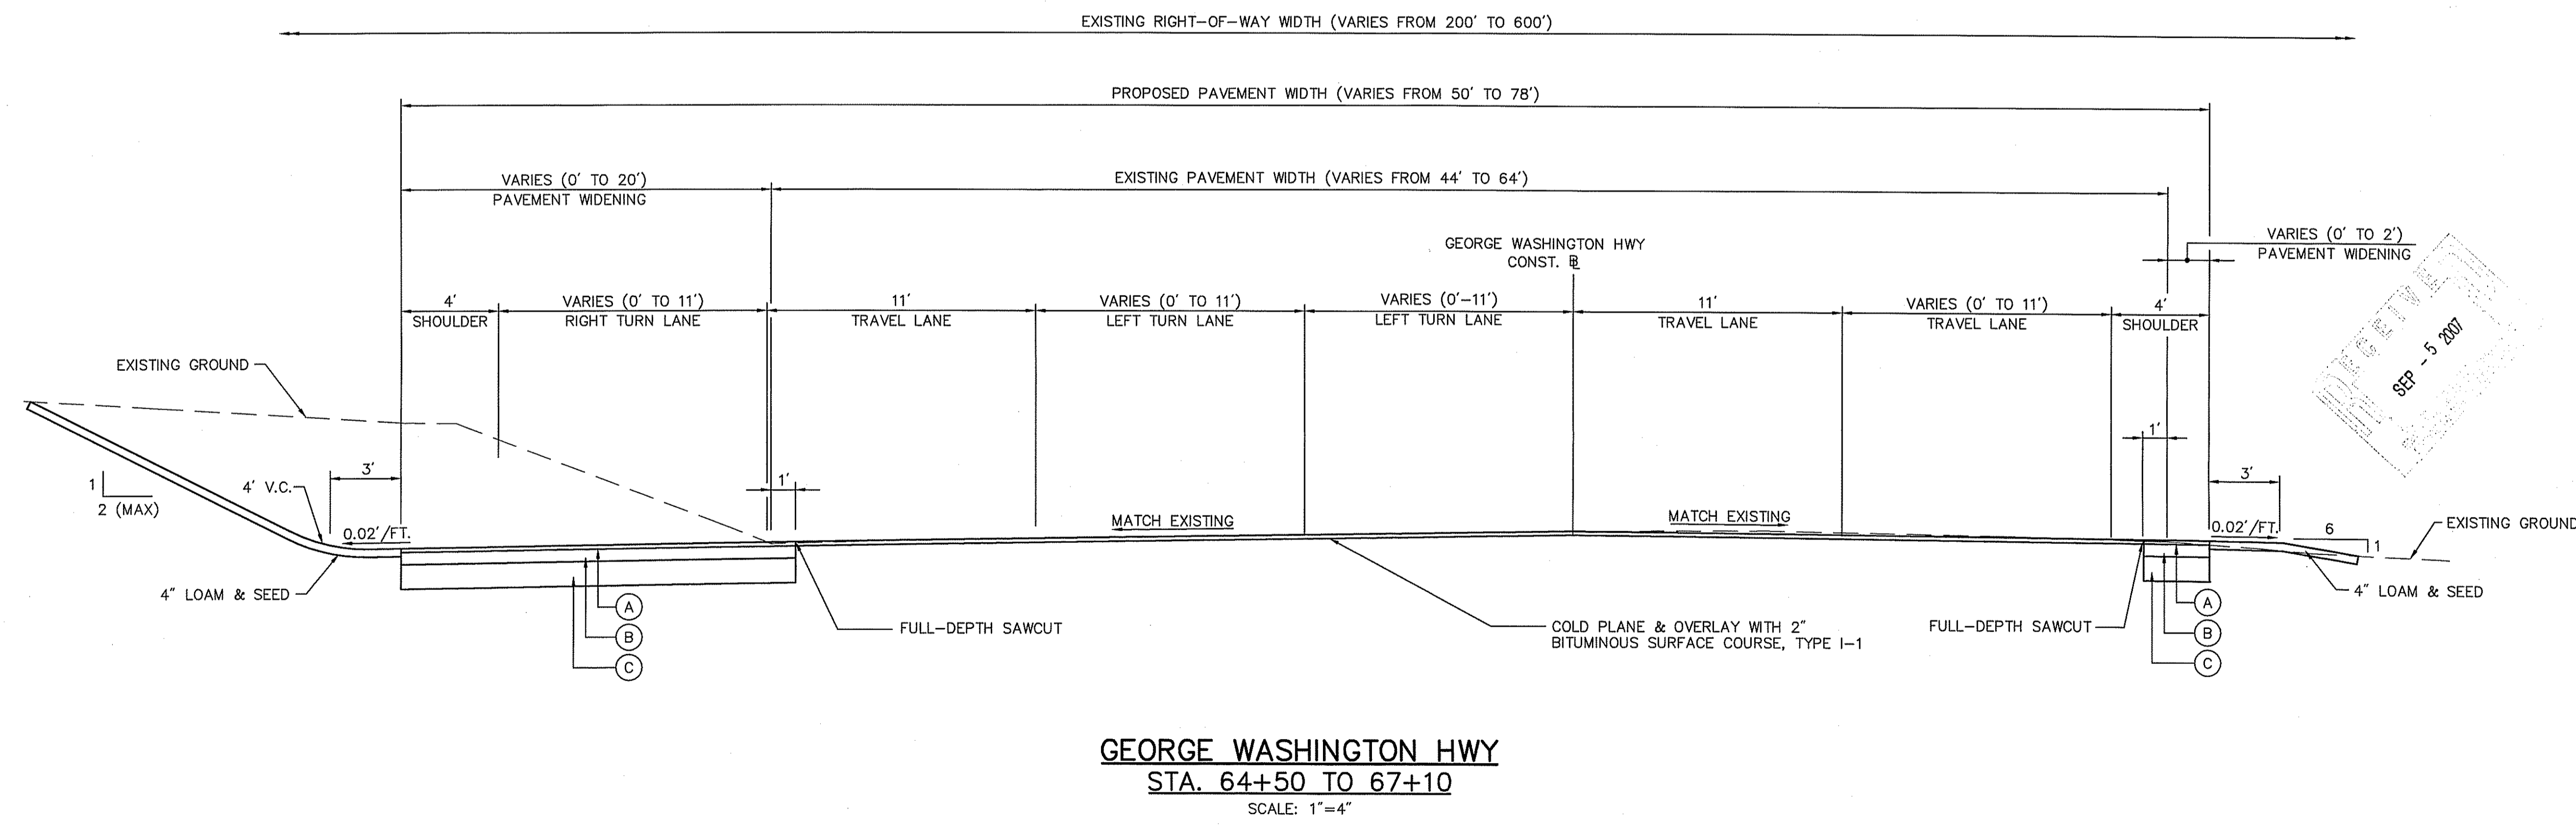 EXISTING RIGHT-OF-WAY WIDTH (VARIES FROM 200' TO 600')
PROPOSED PAVEMENT WIDTH (VARIES FROM 50' TO 78')
VARIES (0' TO 20')
PAVEMENT WIDENING
EXISTING PAVEMENT WIDTH (VARIES FROM 44' TO 64')
GEORGE WASHINGTON HWY
CONST. BL
VARIES (0' TO 2')
PAVEMENT WIDENING
4'
SHOULDER
VARIES (0' TO 11')
RIGHT TURN LANE
11'
TRAVEL LANE
VARIES (0' TO 11')
LEFT TURN LANE
VARIES (0'-11')
LEFT TURN LANE
11'
TRAVEL LANE
VARIES (0' TO 11')
TRAVEL LANE
4'
SHOULDER
RECEIVED
SEP - 5 2007
EXISTING GROUND
1
2 (MAX)
4' V.C.
3'
0.02'/FT.
1'
MATCH EXISTING
MATCH EXISTING
1'
3'
0.02'/FT.
6
1
EXISTING GROUND
4" LOAM & SEED
A
B
C
FULL-DEPTH SAWCUT
COLD PLANE & OVERLAY WITH 2"
BITUMINOUS SURFACE COURSE, TYPE I-1
FULL-DEPTH SAWCUT
A
B
C
4" LOAM & SEED
GEORGE WASHINGTON HWY
STA. 64+50 TO 67+10
SCALE: 1"=4"